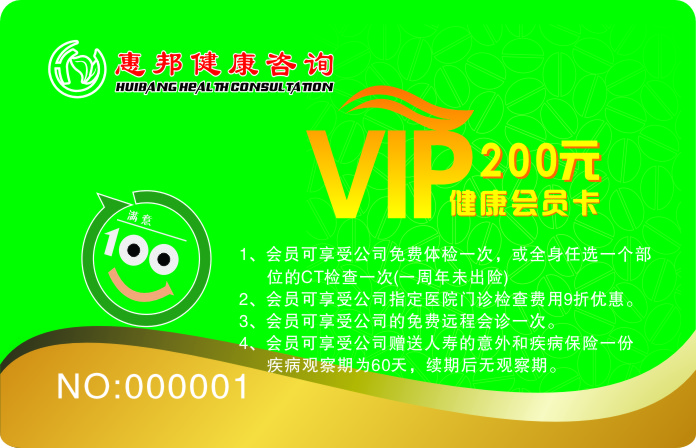 惠邦健康咨询
HUIBANG HEALTH CONSULTATION
VIP 200元
健康会员卡
满意
100
1、会员可享受公司免费体检一次，或全身任选一个部
位的CT检查一次(一周年未出险)
2、会员可享受公司指定医院门诊检查费用9折优惠。
3、会员可享受公司的免费远程会诊一次。
4、会员可享受公司赠送人寿的意外和疾病保险一份
疾病观察期为60天，续期后无观察期。
NO:000001